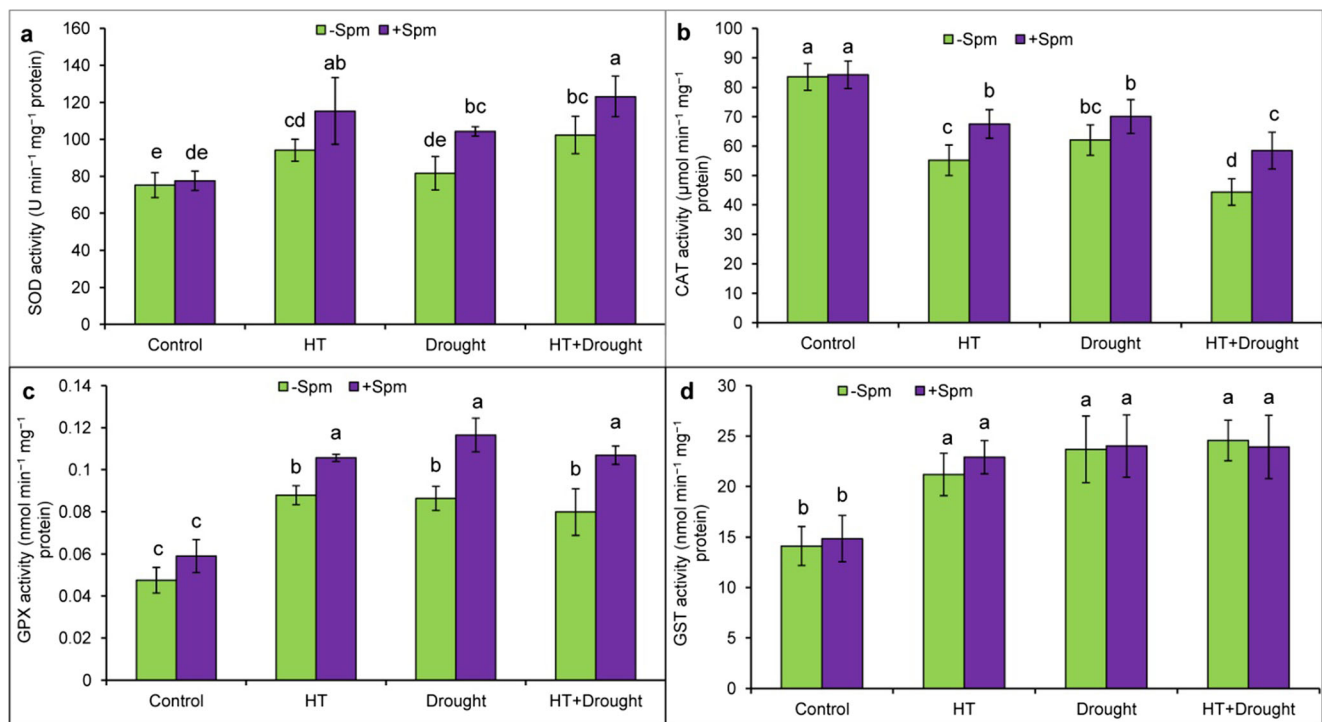 a
-Spm +Spm
SOD activity (U min⁻¹ mg⁻¹ protein)
160
140
120
100
80
60
40
20
0
e de cd ab de bc bc a
Control HT Drought HT+Drought
b
-Spm +Spm
CAT activity (µmol min⁻¹ mg⁻¹
protein)
100
90
80
70
60
50
40
30
20
10
0
a a c b bc b d c
Control HT Drought HT+Drought
c
-Spm +Spm
GPX activity (nmol min⁻¹ mg⁻¹
protein)
0.14
0.12
0.1
0.08
0.06
0.04
0.02
0
c c b a b a b a
Control HT Drought HT+Drought
d
-Spm +Spm
GST activity (nmol min⁻¹ mg⁻¹
protein)
30
25
20
15
10
5
0
b b a a a a a a
Control HT Drought HT+Drought